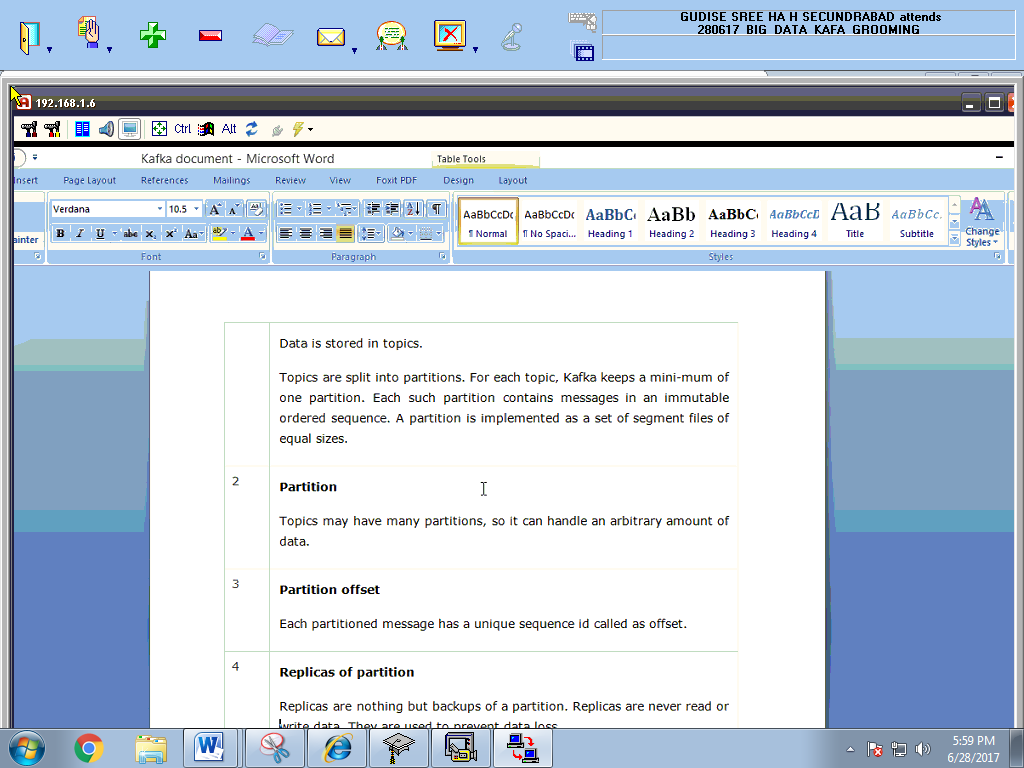 GUDISE SREE HA H SECUNDRABAD attends
280617 BIG DATA KAFA GROOMING
192.168.1.6
Ctrl Alt
Kafka document - Microsoft Word
Table Tools
Insert Page Layout References Mailings Review View Foxit PDF Design Layout
Verdana 10.5
AaBbCcDc AaBbCcDc AaBbC AaBb AaBbC AaBbCcD AaB AaBbCc.
ainter
¶ Normal ¶ No Spaci... Heading 1 Heading 2 Heading 3 Heading 4 Title Subtitle
Change
Styles
Font Paragraph Styles
Data is stored in topics.
Topics are split into partitions. For each topic, Kafka keeps a mini-mum of
one partition. Each such partition contains messages in an immutable
ordered sequence. A partition is implemented as a set of segment files of
equal sizes.
2
Partition
Topics may have many partitions, so it can handle an arbitrary amount of
data.
3
Partition offset
Each partitioned message has a unique sequence id called as offset.
4
Replicas of partition
Replicas are nothing but backups of a partition. Replicas are never read or
write data. They are used to prevent data loss.
5:59 PM
6/28/2017